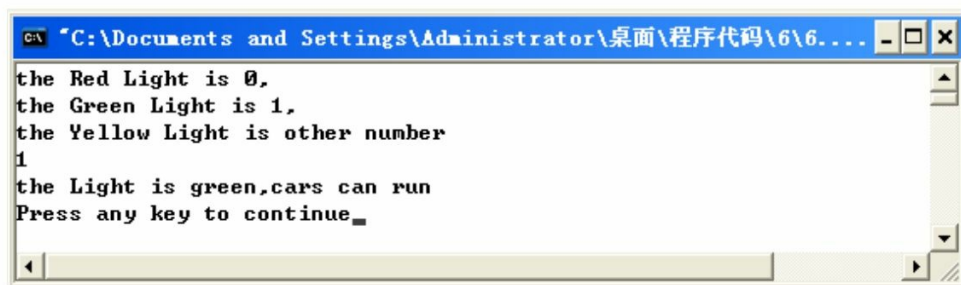 "C:\Documents and Settings\Administrator\桌面\程序代码\6\6....
the Red Light is 0,
the Green Light is 1,
the Yellow Light is other number
1
the Light is green,cars can run
Press any key to continue_